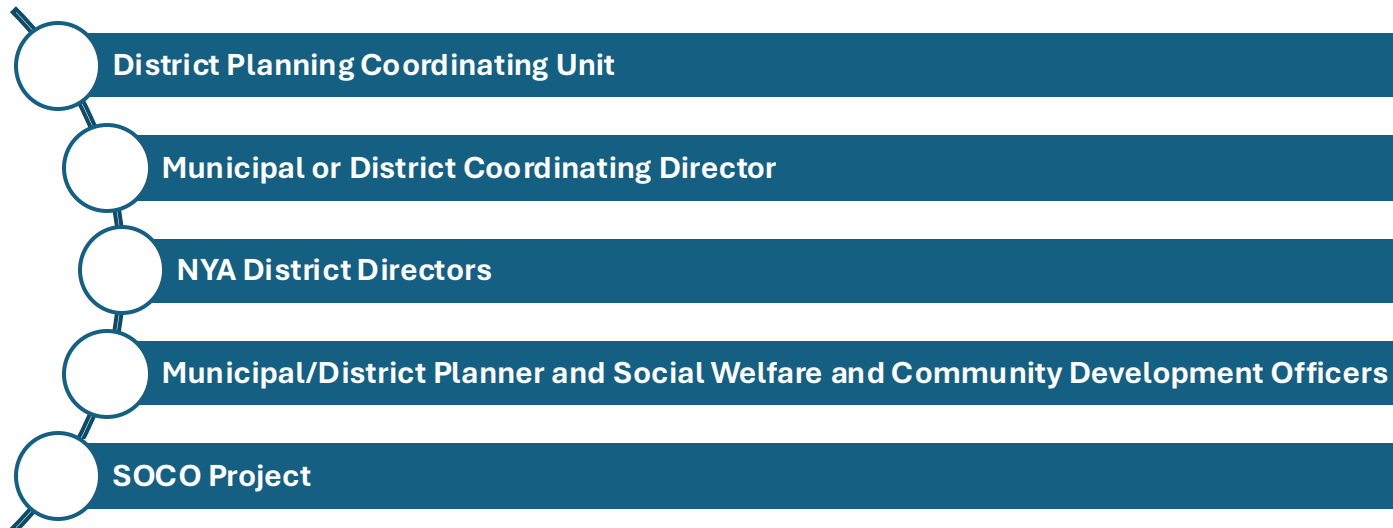 District Planning Coordinating Unit
Municipal or District Coordinating Director
NYA District Directors
Municipal/District Planner and Social Welfare and Community Development Officers
SOCO Project